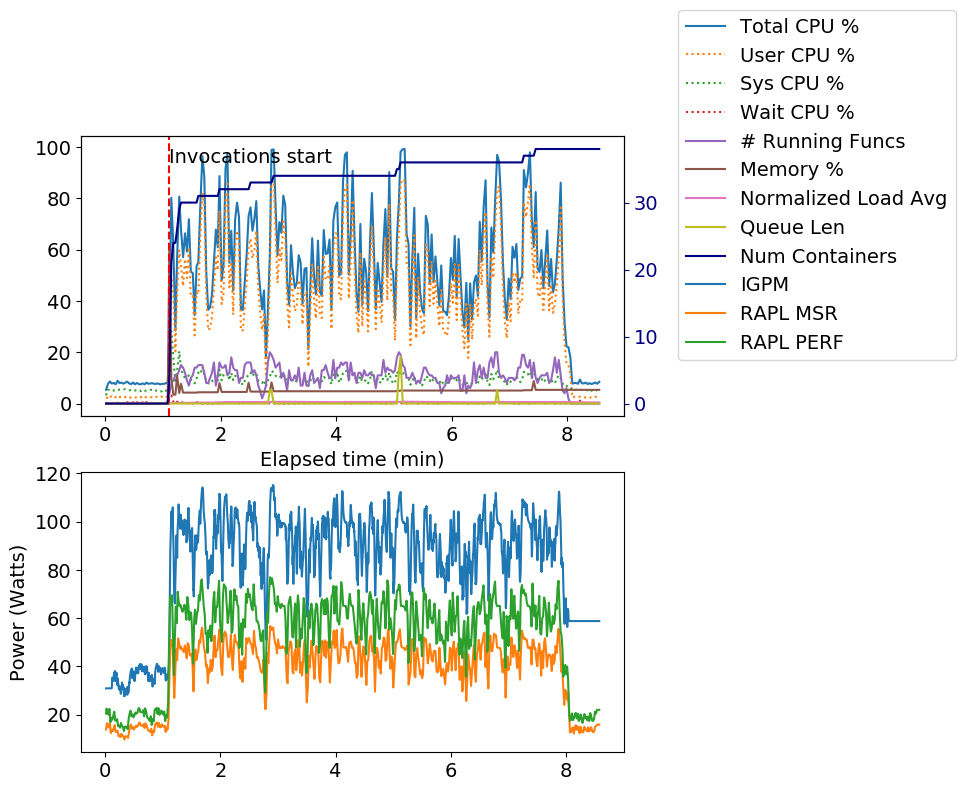 Total CPU %
User CPU %
Sys CPU %
Wait CPU %
# Running Funcs
Memory %
Normalized Load Avg
Queue Len
Num Containers
IGPM
RAPL MSR
RAPL PERF
Invocations start
100
80
60
40
20
0
30
20
10
0
0 2 4 6 8
Elapsed time (min)
120
100
80
60
40
20
Power (Watts)
0 2 4 6 8